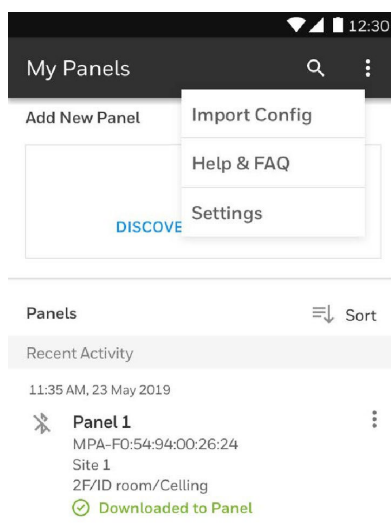 12:30
My Panels
Import Config
Add New Panel
Help & FAQ
Settings
Panels
Sort
Recent Activity
11:35 AM, 23 May 2019
Panel 1
MPA-F0:54:94:00:26:24
Site 1
2F/ID room/Celling
Downloaded to Panel